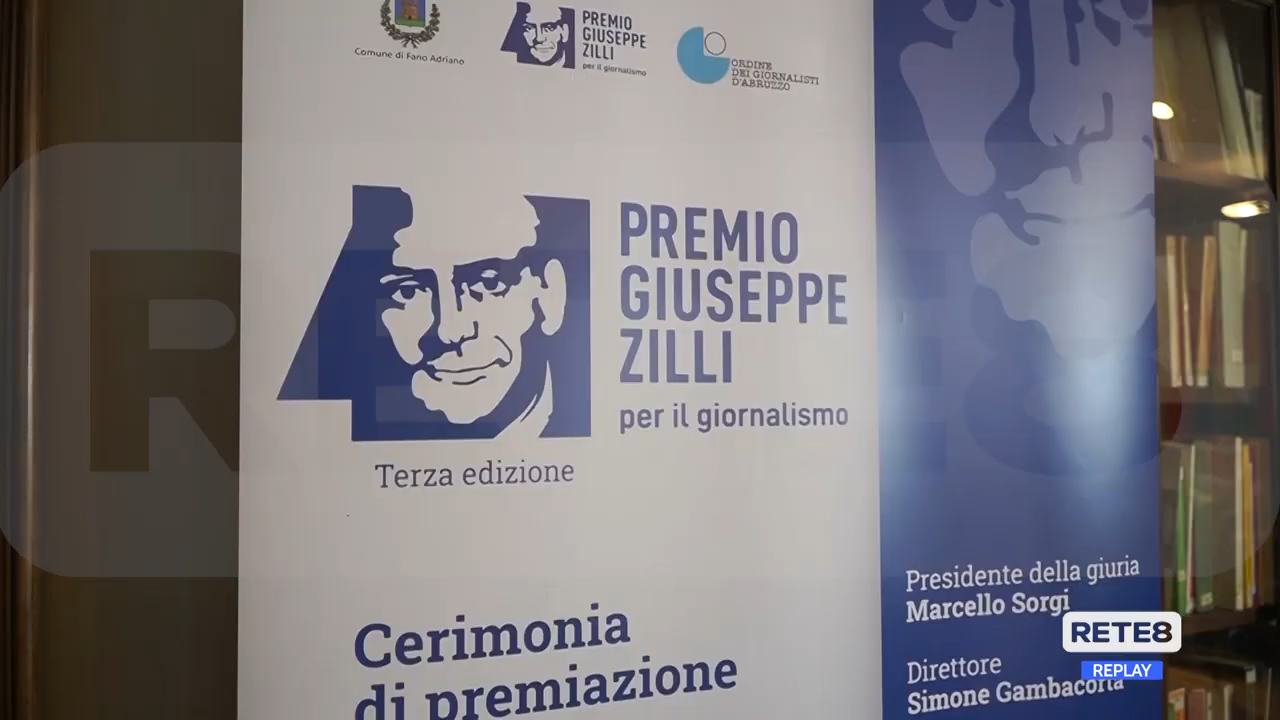 Comune di Fano Adriano
PREMIO
GIUSEPPE
ZILLI
per il giornalismo
ORDINE
DEI GIORNALISTI
D'ABRUZZO
PREMIO
GIUSEPPE
ZILLI
per il giornalismo
Terza edizione
Cerimonia
di premiazione
Presidente della giuria
Marcello Sorgi
Direttore
Simone Gambacorta
RETE8
REPLAY
RETE8